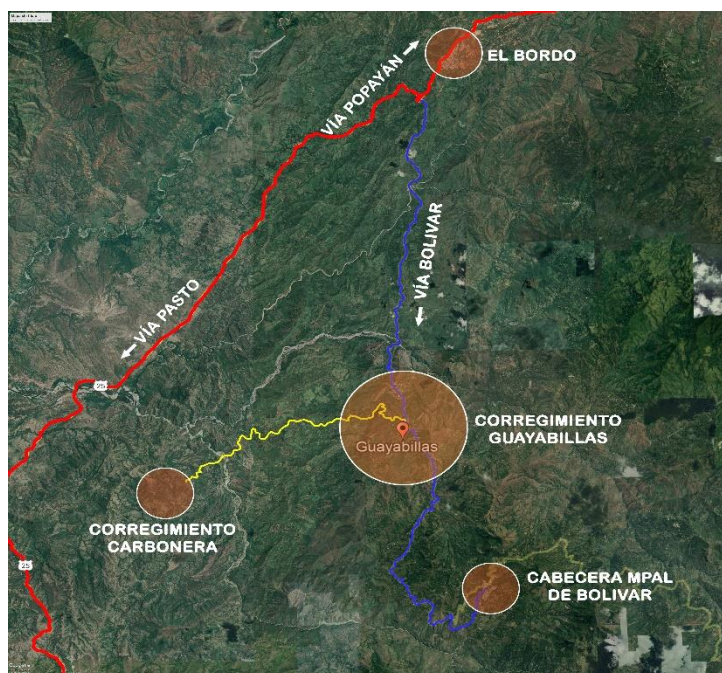 EL BORDO
VÍA POPAYÁN
VÍA BOLIVAR
VÍA PASTO
25
CORREGIMIENTO
GUAYABILLAS
Guayabillas
CORREGIMIENTO
CARBONERA
25
CABECERA MPAL
DE BOLIVAR